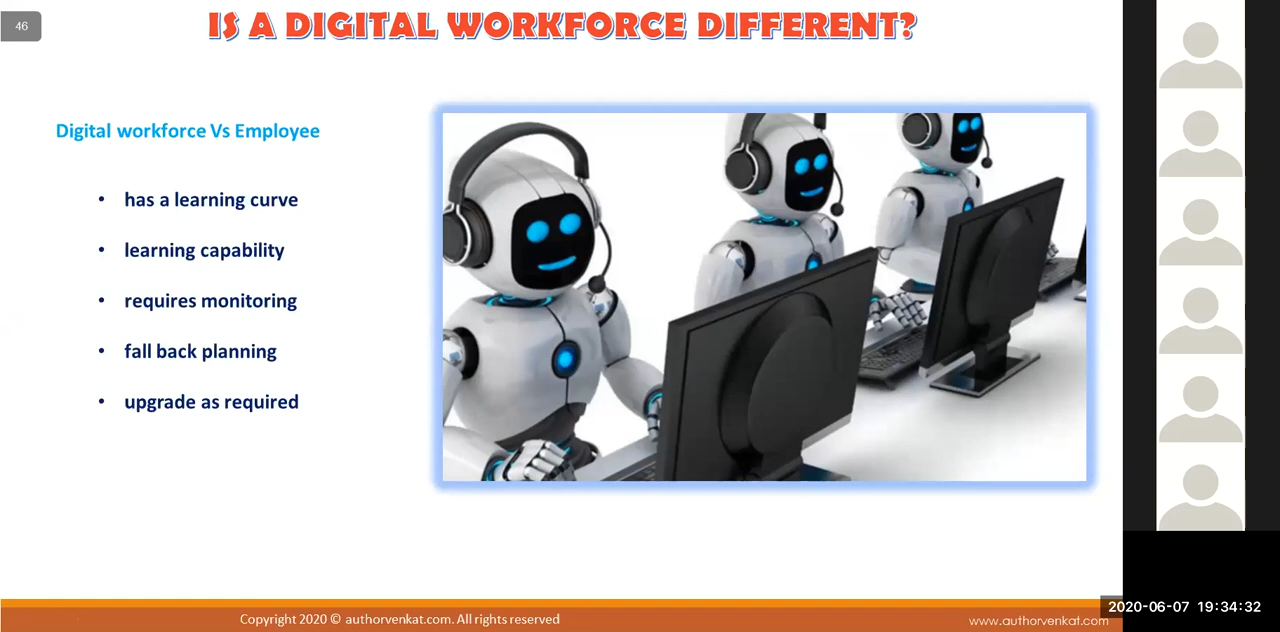 46
IS A DIGITAL WORKFORCE DIFFERENT?
Digital workforce Vs Employee
• has a learning curve
• learning capability
• requires monitoring
• fall back planning
• upgrade as required
Copyright 2020 © authorvenkat.com. All rights reserved
www.authorvenkat.com
2020-06-07 19:34:32